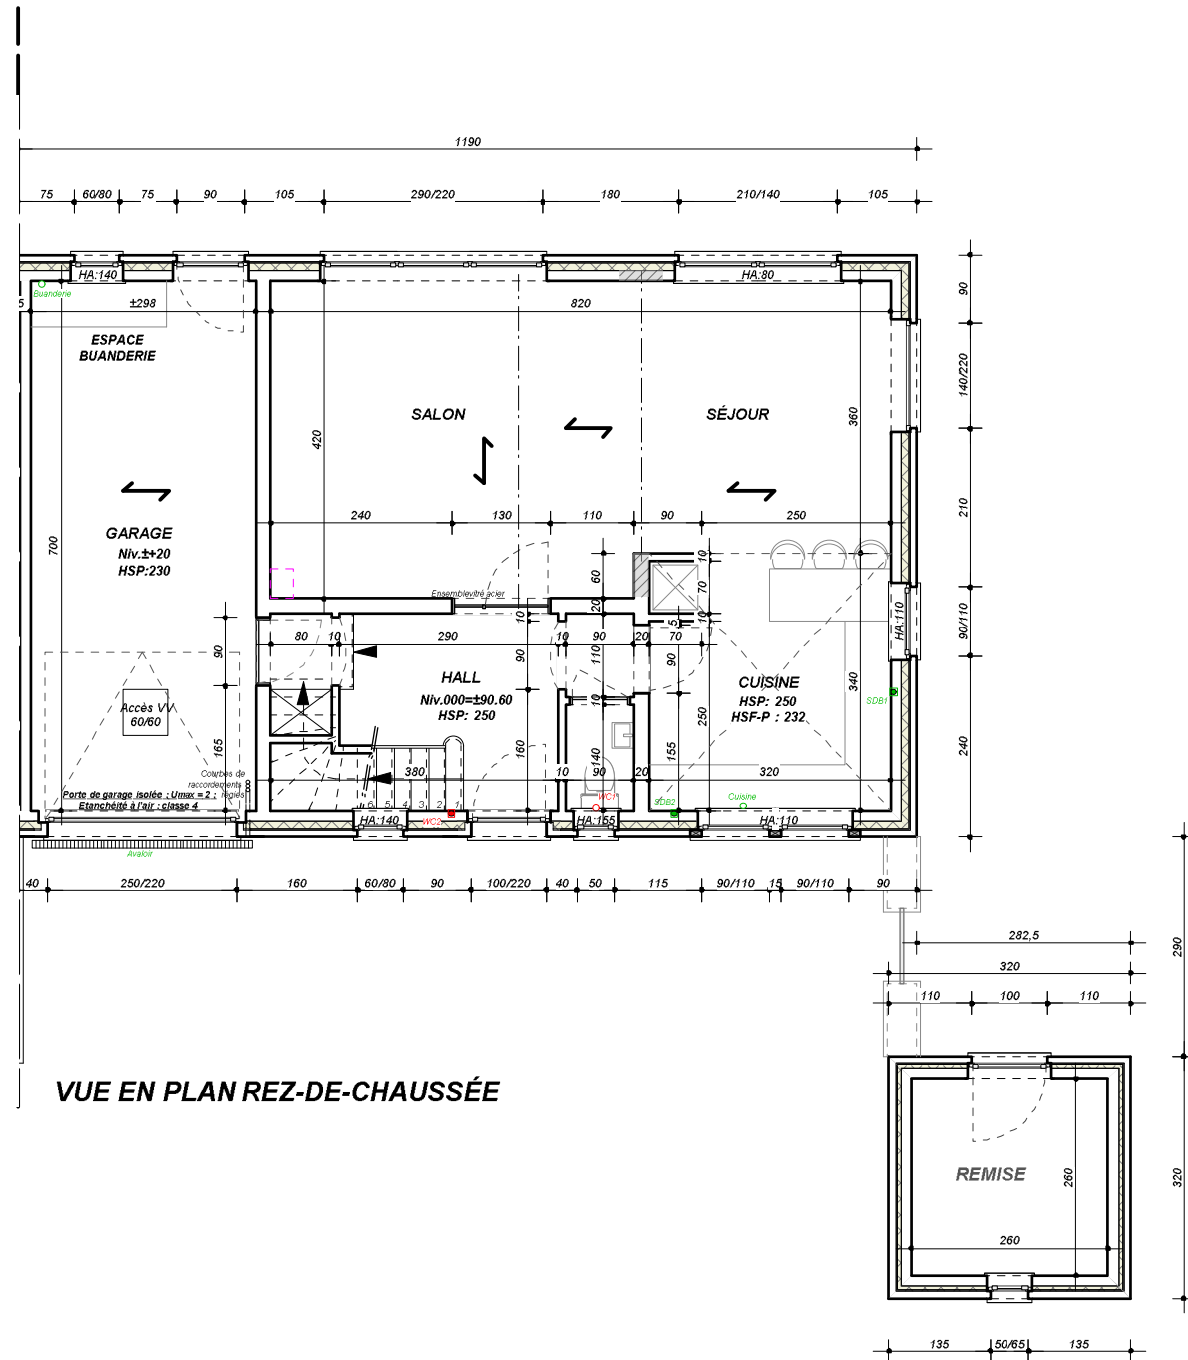 1190
75 60/80 75 90 105 290/220 180 210/140 105
HA:140
HA:80
Buanderie
5 ±298 820
90
ESPACE
BUANDERIE
140/220
SALON
SÉJOUR
360
420
210
240 130 110 90 250
GARAGE
Niv.±+20
HSP:230
700
10
60
70
Ensemblevitré acier
20
10
10
5
90/110
HA:110
80 10 290 10 90 20 70
90
90
110
90
HALL
Niv.000=±90.60
HSP: 250
CUISINE
HSP: 250
HSF-P : 232
340
SDB1
10
Accès VV
60/60
250
165
160
140
155
240
Courbes de
raccordements
réglés
380 10 90 20 320
Porte de garage isolée : Umax = 2 ;
Etanchéité à l'air : classe 4
6 5 4 3 2 1
WC1
SDB2
Cuisine
WC2
HA:140
HA:155
HA:110
Avaloir
40 250/220 160 60/80 90 100/220 40 50 115 90/110 15 90/110 90
282,5
290
320
110 100 110
VUE EN PLAN REZ-DE-CHAUSSÉE
REMISE
260
320
260
135 50/65 135